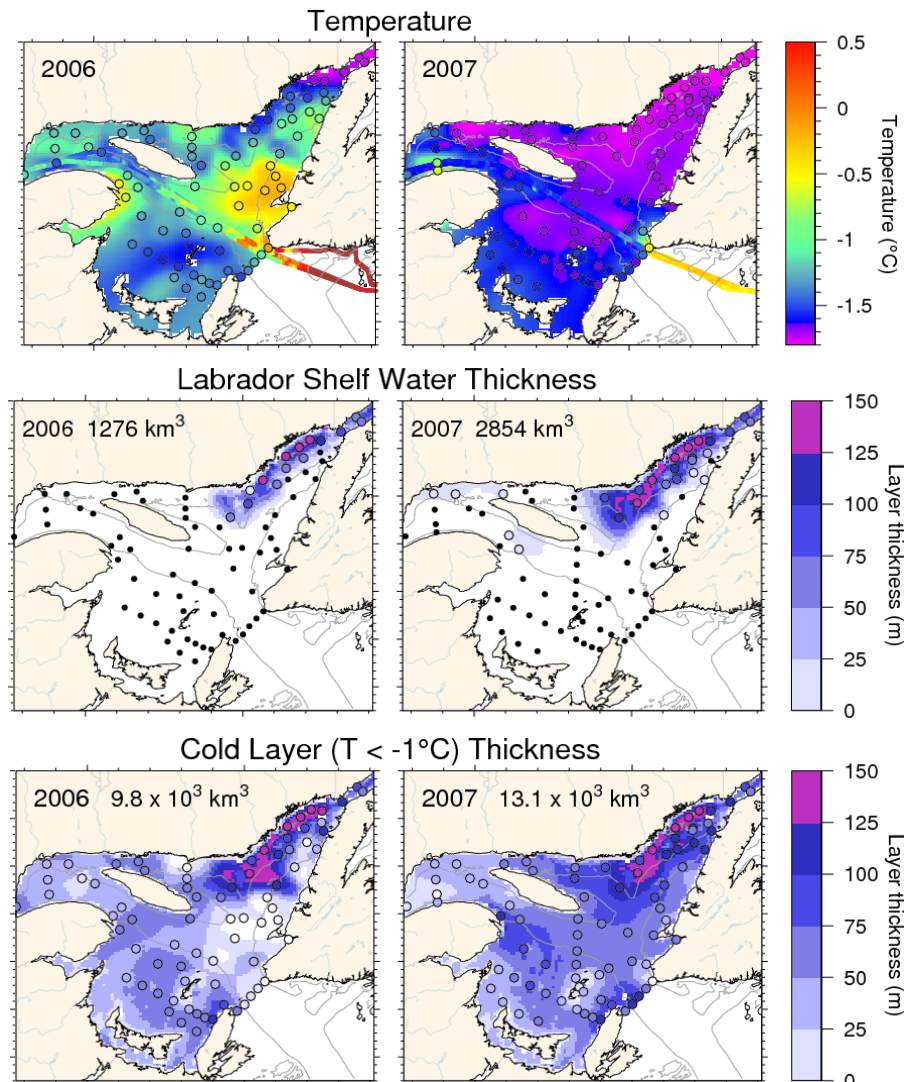 Temperature
2006
2007
0.5
0
-0.5
-1
-1.5
Temperature (°C)
Labrador Shelf Water Thickness
2006 1276 km³
2007 2854 km³
150
125
100
75
50
25
0
Layer thickness (m)
Cold Layer (T < -1°C) Thickness
2006 9.8 x 10³ km³
2007 13.1 x 10³ km³
150
125
100
75
50
25
0
Layer thickness (m)